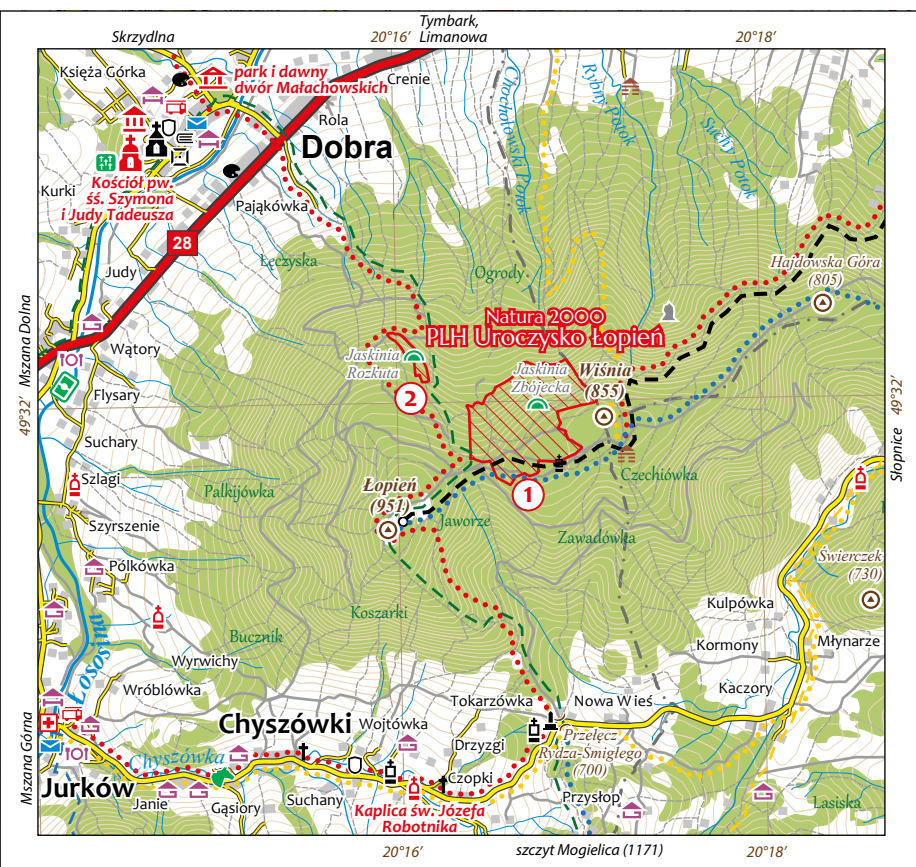 Skrzydlna
20°16'
Tymbark,
Limanowa
20°18'
Księża Górka
park i dawny
dwór Małachowskich
Crenie
Rola
Dobra
Chochołowski Potok
Rybny Potok
Suchy Potok
Kościół pw.
śś. Szymona
i Judy Tadeusza
Kurki
Pająkówka
28
Judy
Łęczyska
Ogrody
Hajdowska Góra
(805)
Mszana Dolna
Natura 2000
PLH Uroczysko Łopień
Wątory
Jaskinia
Rozkuta
Jaskinia
Zbójecka
Wiśnia
(855)
2
Flysary
49°32'
49°32'
Suchary
Szlagi
Słopnice
Czechiówka
Palkijówka
Łopień
(951)
1
Jaworze
Szyrszenie
Zawadówka
Pólkówka
Świerczek
(730)
Koszarki
Kulpówka
Bucznik
Łososina
Wyrwichy
Kormony
Młynarze
Wróblówka
Tokarzówka
Nowa Wieś
Kaczory
Chyszówki
Wojtówka
Mszana Górna
Drzyzgi
Przełęcz
Rydza-Śmigłego
(700)
Chyszówka
Jurków
Czopki
Janie
Gąsiory
Suchany
Kaplica św. Józefa
Robotnika
Przysłop
Lasiska
20°16'
szczyt Mogielica (1171)
20°18'